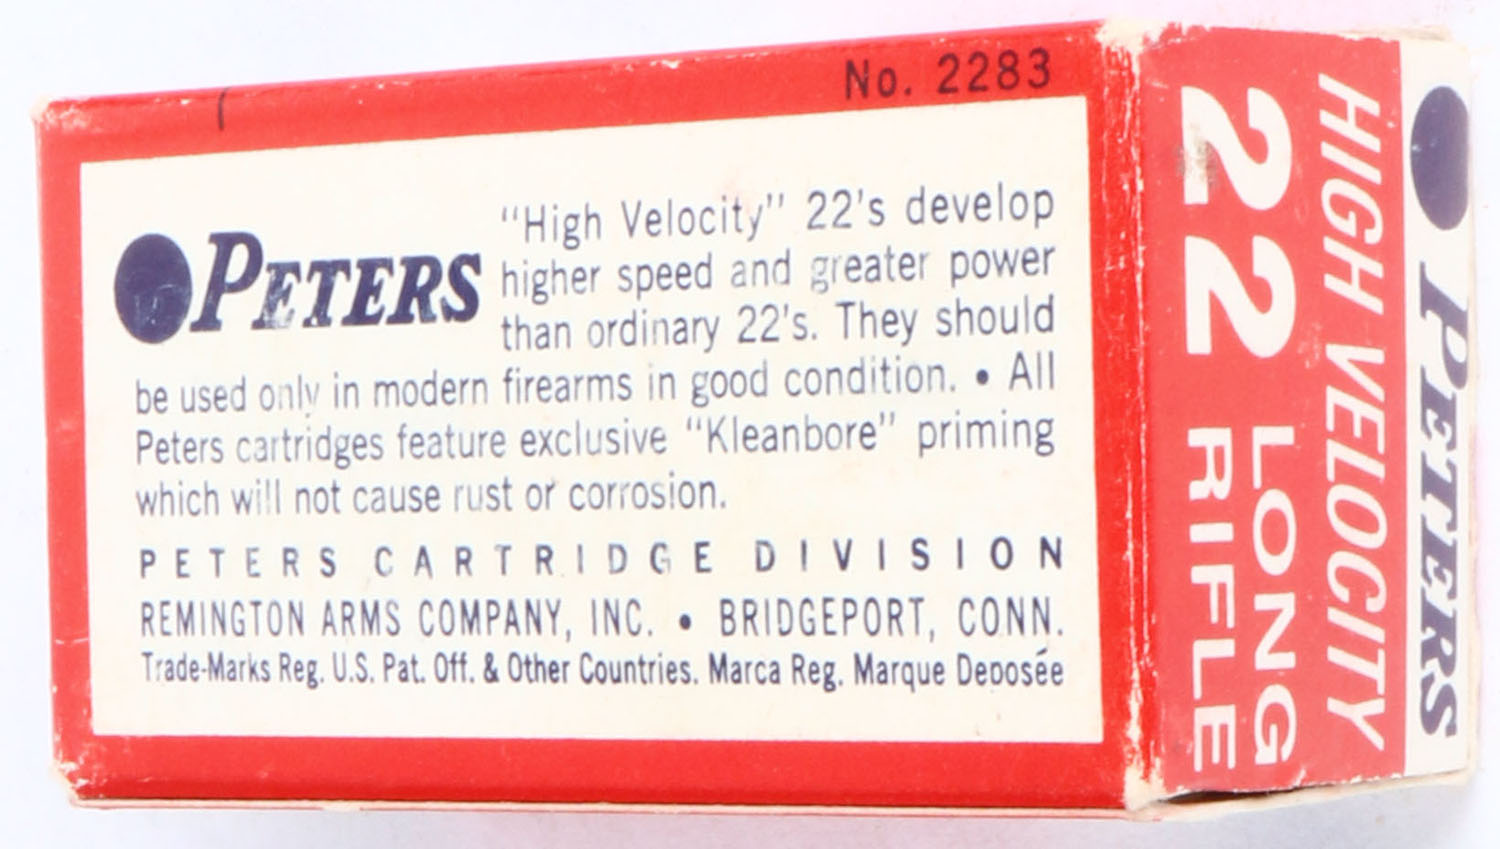 No. 2283
PETERS
"High Velocity" 22's develop
higher speed and greater power
than ordinary 22's. They should
be used only in modern firearms in good condition. • All
Peters cartridges feature exclusive "Kleanbore" priming
which will not cause rust or corrosion.
PETERS CARTRIDGE DIVISION
REMINGTON ARMS COMPANY, INC. • BRIDGEPORT, CONN.
Trade-Marks Reg. U.S. Pat. Off. & Other Countries. Marca Reg. Marque Deposée
PETERS
HIGH VELOCITY
22 LONG
RIFLE